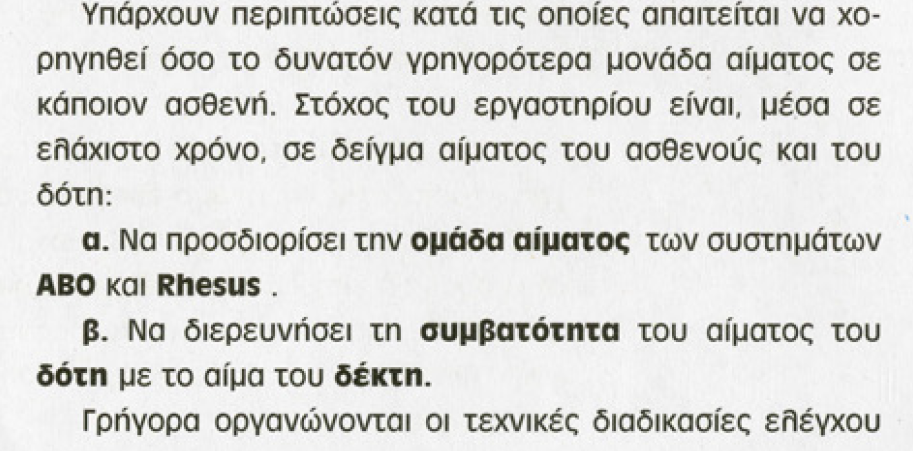 Υπάρχουν περιπτώσεις κατά τις οποίες απαιτείται να χο-
ρηγηθεί όσο το δυνατόν γρηγορότερα μονάδα αίματος σε
κάποιον ασθενή. Στόχος του εργαστηρίου είναι, μέσα σε
ελάχιστο χρόνο, σε δείγμα αίματος του ασθενούς και του
δότη:
α. Να προσδιορίσει την ομάδα αίματος των συστημάτων
ΑΒΟ και Rhesus .
β. Να διερευνήσει τη συμβατότητα του αίματος του
δότη με το αίμα του δέκτη.
Γρήγορα οργανώνονται οι τεχνικές διαδικασίες ελέγχου